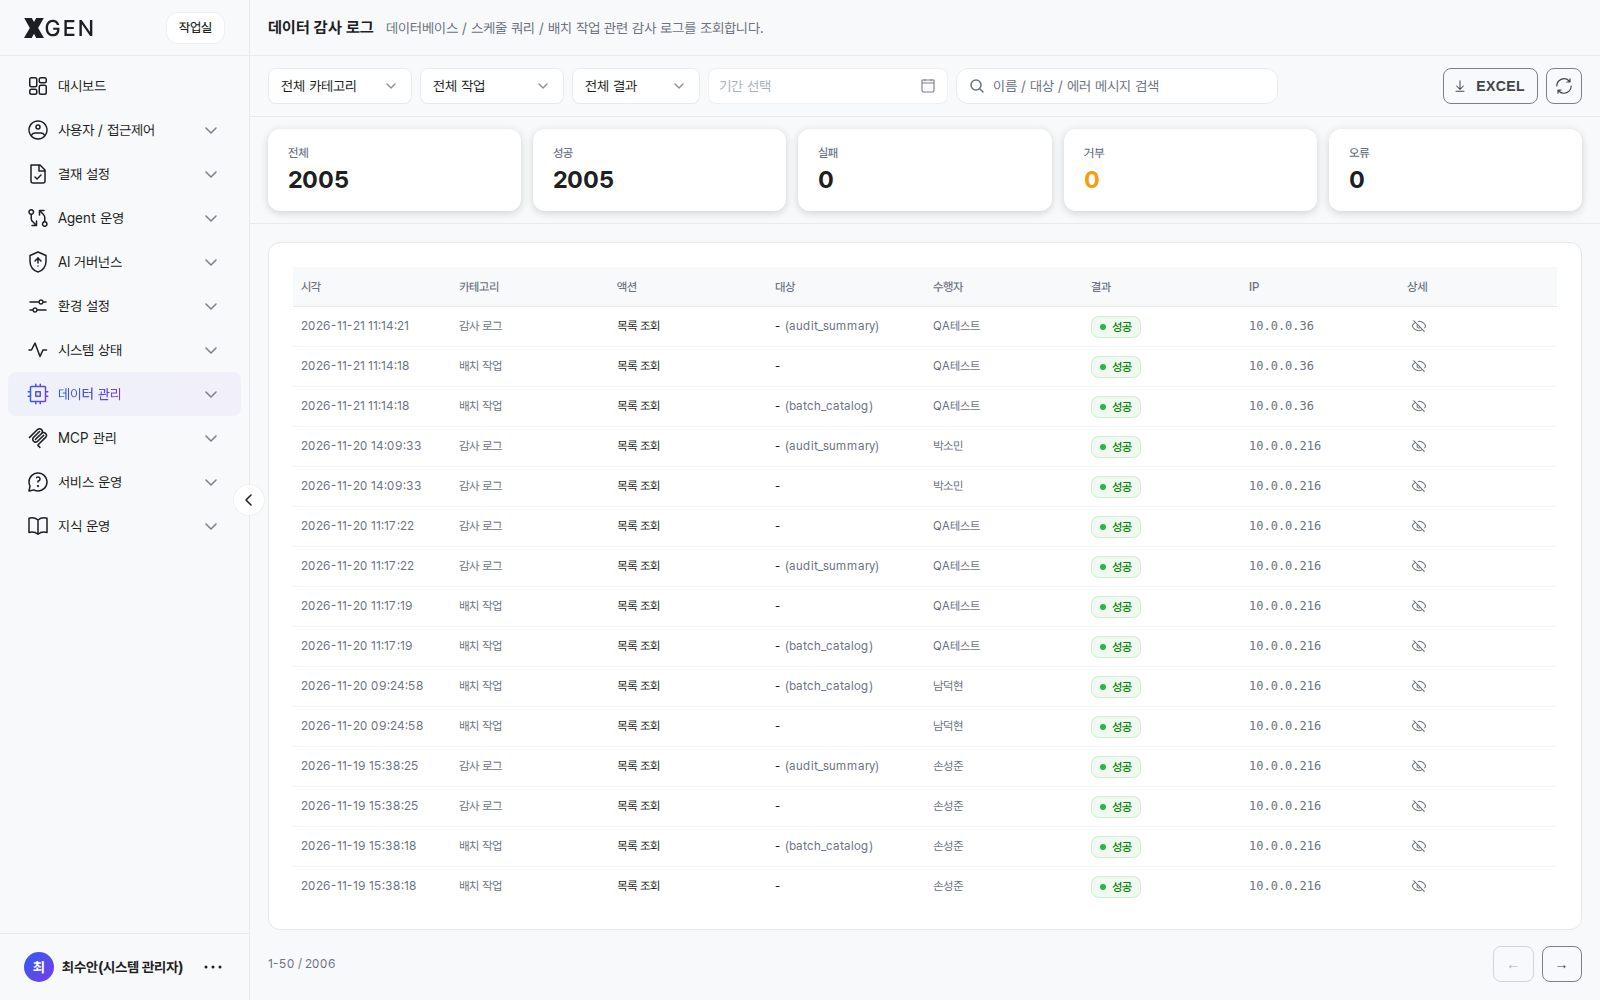 XGEN
작업실
데이터 감사 로그
데이터베이스 / 스케줄 쿼리 / 배치 작업 관련 감사 로그를 조회합니다.
대시보드
사용자 / 접근제어
결재 설정
Agent 운영
AI 거버넌스
환경 설정
시스템 상태
데이터 관리
MCP 관리
서비스 운영
지식 운영
최
최수안(시스템 관리자)
전체 카테고리
전체 작업
전체 결과
기간 선택
이름 / 대상 / 에러 메시지 검색
EXCEL
전체
2005
성공
2005
실패
0
거부
0
오류
0
시각 카테고리 액션 대상 수행자 결과 IP 상세
2026-11-21 11:14:21 감사 로그 목록 조회 - (audit_summary) QA테스트 성공 10.0.0.36
2026-11-21 11:14:18 배치 작업 목록 조회 - QA테스트 성공 10.0.0.36
2026-11-21 11:14:18 배치 작업 목록 조회 - (batch_catalog) QA테스트 성공 10.0.0.36
2026-11-20 14:09:33 감사 로그 목록 조회 - (audit_summary) 박소민 성공 10.0.0.216
2026-11-20 14:09:33 감사 로그 목록 조회 - 박소민 성공 10.0.0.216
2026-11-20 11:17:22 감사 로그 목록 조회 - QA테스트 성공 10.0.0.216
2026-11-20 11:17:22 감사 로그 목록 조회 - (audit_summary) QA테스트 성공 10.0.0.216
2026-11-20 11:17:19 배치 작업 목록 조회 - QA테스트 성공 10.0.0.216
2026-11-20 11:17:19 배치 작업 목록 조회 - (batch_catalog) QA테스트 성공 10.0.0.216
2026-11-20 09:24:58 배치 작업 목록 조회 - (batch_catalog) 남덕현 성공 10.0.0.216
2026-11-20 09:24:58 배치 작업 목록 조회 - 남덕현 성공 10.0.0.216
2026-11-19 15:38:25 감사 로그 목록 조회 - (audit_summary) 손성준 성공 10.0.0.216
2026-11-19 15:38:25 감사 로그 목록 조회 - 손성준 성공 10.0.0.216
2026-11-19 15:38:18 배치 작업 목록 조회 - (batch_catalog) 손성준 성공 10.0.0.216
2026-11-19 15:38:18 배치 작업 목록 조회 - 손성준 성공 10.0.0.216
1-50 / 2006
← →